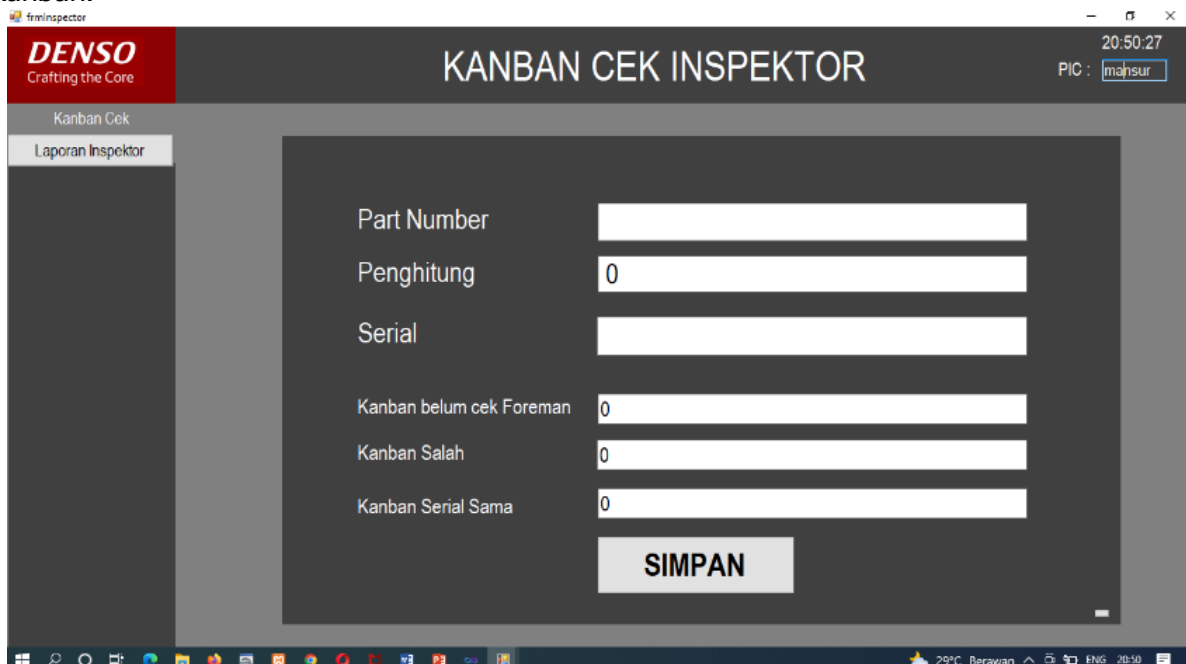 frminspector
DENSO
Crafting the Core
KANBAN CEK INSPEKTOR
20:50:27
PIC : mansur
Kanban Cek
Laporan Inspektor
Part Number
Penghitung 0
Serial
Kanban belum cek Foreman 0
Kanban Salah 0
Kanban Serial Sama 0
SIMPAN
29°C Berawan ENG 20:50